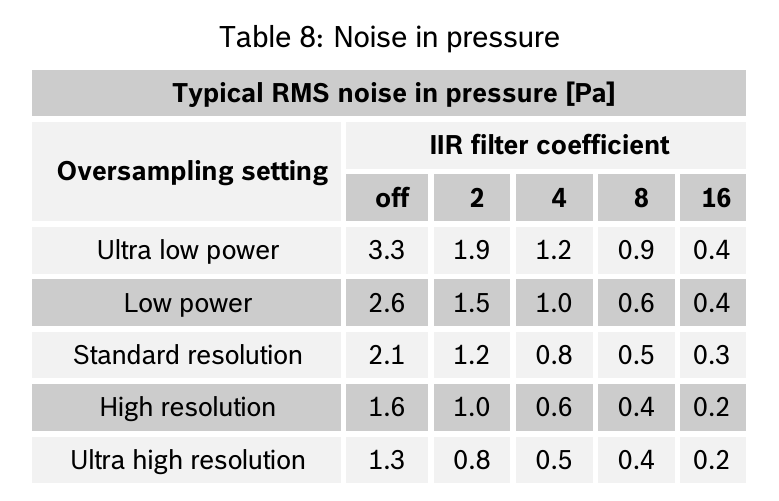 Table 8: Noise in pressure
Typical RMS noise in pressure [Pa]
Oversampling setting
IIR filter coefficient
off 2 4 8 16
Ultra low power 3.3 1.9 1.2 0.9 0.4
Low power 2.6 1.5 1.0 0.6 0.4
Standard resolution 2.1 1.2 0.8 0.5 0.3
High resolution 1.6 1.0 0.6 0.4 0.2
Ultra high resolution 1.3 0.8 0.5 0.4 0.2